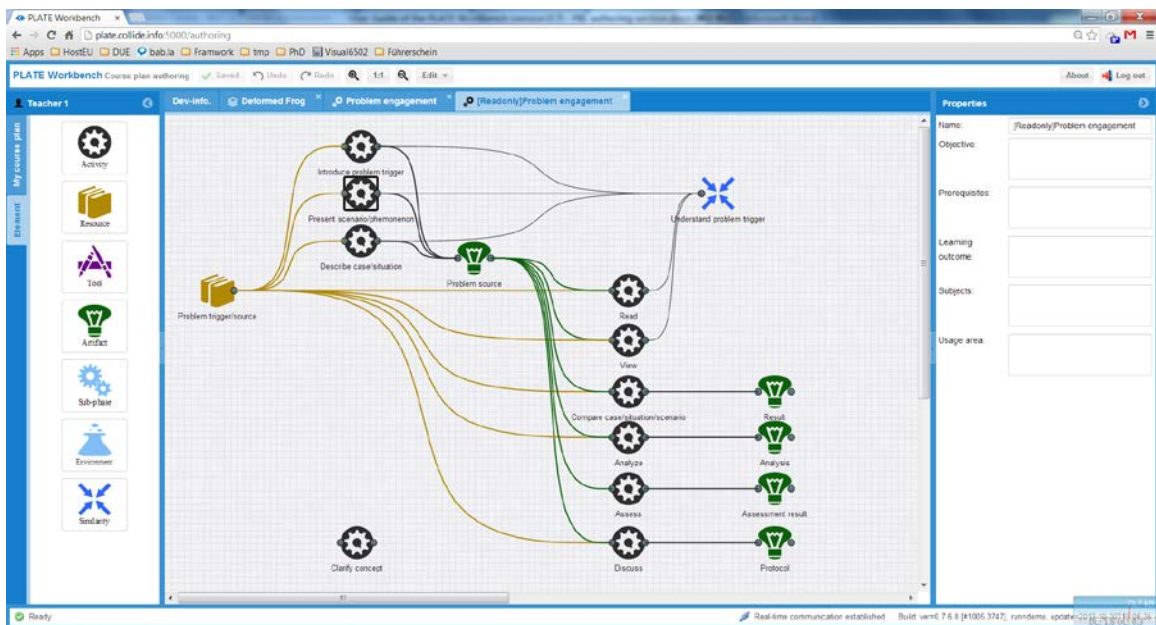 PLATE Workbench
plate.collide.info:5000/authoring
Apps HostEU DUE bab.la Framwork tmp PhD Visual6502 Führerschein
PLATE Workbench Course plan authoring Saved Undo Redo 1:1 Edit About Log out
Teacher 1
Dev-info. Deformed Frog Problem engagement [Readonly]Problem engagement
Properties
My course plan
Element
Activity
Resource
Tool
Artifact
Sub-phase
Similarity
Introduce problem trigger
Present scenario/phemonenon
Describe case/situation
Problem trigger/source
Problem source
Understand problem trigger
Read
View
Compare case/situation/scenario
Result
Analyze
Analysis
Assess
Assessment result
Clarify concept
Discuss
Protocol
Name: [Readonly]Problem engagement
Objective:
Prerequisites:
Learning
outcome:
Subjects:
Usage area:
Ready
Real-time communication established